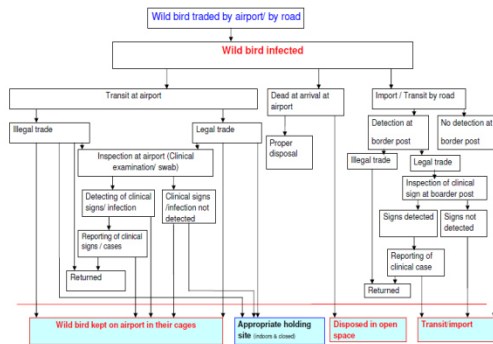 Wild bird traded by airport/ by road
Wild bird infected
Transit at airport
Dead at arrival at
airport
Import / Transit by road
Illegal trade
Legal trade
Proper
disposal
Detection at
border post
No detection at
border post
Inspection at airport (Clinical
examination/ swab)
Illegal trade
Legal trade
Detecting of clinical
signs/ infection
Clinical signs
/infection not
detected
Inspection of clinical
sign at boarder post
Signs detected
Signs not
detected
Reporting of clinical
signs / cases
Reporting of
clinical case
Returned
Returned
Wild bird kept on airport in their cages
Appropriate holding
site (indoors & closed)
Disposed in open
space
Transit/import